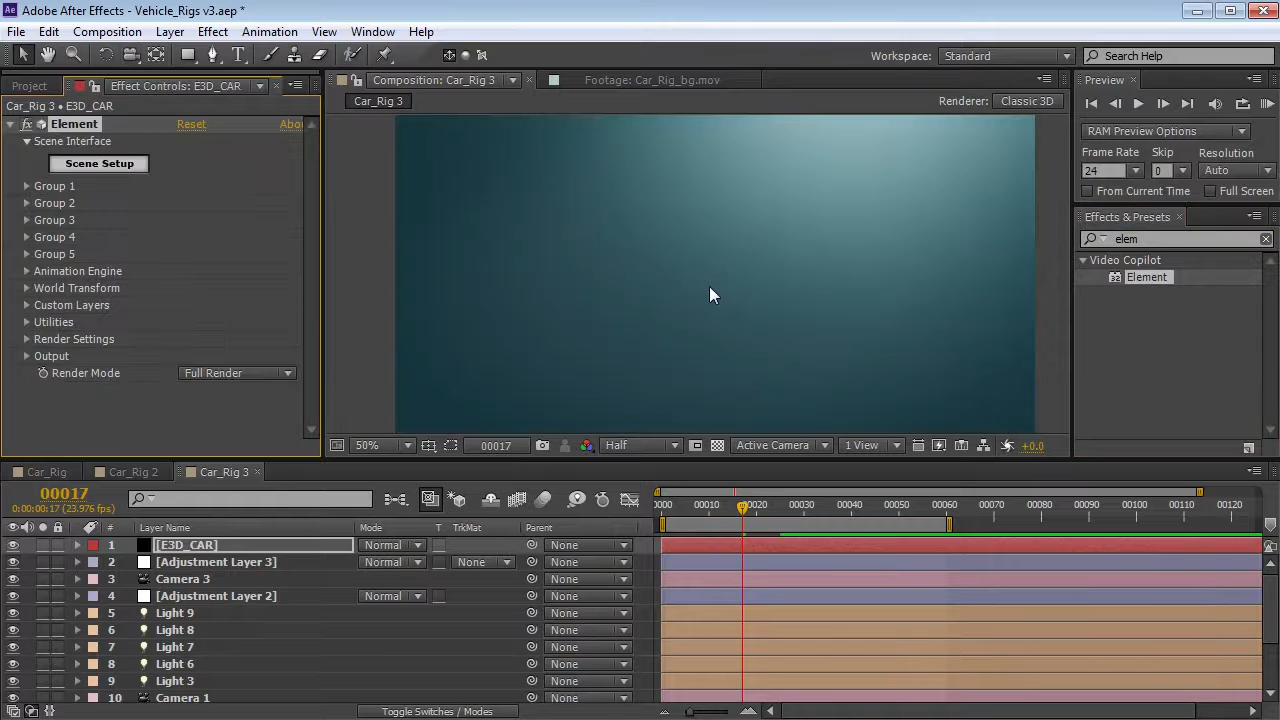 Adobe After Effects - Vehicle_Rigs v3.aep *
File Edit Composition Layer Effect Animation View Window Help
Workspace: Standard Search Help
Project Effect Controls: E3D_CAR
Composition: Car_Rig 3 Footage: Car_Rig_bg.mov
Preview
Car_Rig 3 • E3D_CAR
Car_Rig 3
Renderer: Classic 3D
Element Reset Abo
Scene Interface
Scene Setup
Group 1
Group 2
Group 3
Group 4
Group 5
Animation Engine
World Transform
Custom Layers
Utilities
Render Settings
Output
Render Mode Full Render
RAM Preview Options
Frame Rate Skip Resolution
24 0 Auto
From Current Time Full Screen
Effects & Presets
elem
Video Copilot
32 Element
50% 00017 Half Active Camera 1 View +0.0
Car_Rig Car_Rig 2 Car_Rig 3
00017
0:00:00:17 (23.976 fps)
0000 00010 00020 00030 00040 00050 00060 00070 00080 00090 00100 00110 00120
# Layer Name Mode T TrkMat Parent
1 [E3D_CAR] Normal None
2 [Adjustment Layer 3] Normal None None
3 Camera 3 None
4 [Adjustment Layer 2] Normal None
5 Light 9 None
6 Light 8 None
7 Light 7 None
8 Light 6 None
9 Light 3 None
10 Camera 1 None
Toggle Switches / Modes